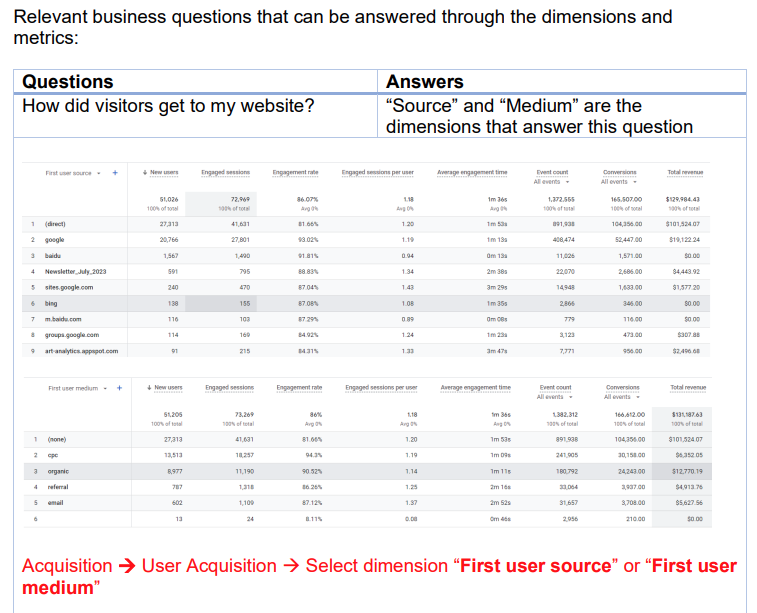 Relevant business questions that can be answered through the dimensions and
metrics:
Questions Answers
How did visitors get to my website? “Source” and “Medium” are the
dimensions that answer this question
First user source + ↓ New users Engaged sessions Engagement rate Engaged sessions per user Average engagement time Event count Conversions Total revenue
All events All events
51,026 72,969 86.07% 1.18 1m 36s 1,372,555 165,507.00 $129,984.43
100% of total 100% of total Avg 0% Avg 0% Avg 0% 100% of total 100% of total 100% of total
1 (direct) 27,313 41,631 81.66% 1.20 1m 53s 891,938 104,356.00 $101,524.07
2 google 20,766 27,801 93.02% 1.19 1m 13s 408,474 52,447.00 $19,122.24
3 baidu 1,567 1,490 91.81% 0.94 0m 13s 11,026 1,571.00 $0.00
4 Newsletter_July_2023 591 795 88.83% 1.34 2m 38s 22,070 2,686.00 $4,443.92
5 sites.google.com 240 470 87.04% 1.43 3m 29s 14,948 1,633.00 $1,577.20
6 bing 138 155 87.08% 1.08 1m 35s 2,866 346.00 $0.00
7 m.baidu.com 116 103 87.29% 0.89 0m 08s 779 116.00 $0.00
8 groups.google.com 114 169 84.92% 1.24 1m 23s 3,123 473.00 $307.88
9 art-analytics.appspot.com 91 215 84.31% 1.33 3m 47s 7,771 956.00 $2,496.68
First user medium + ↓ New users Engaged sessions Engagement rate Engaged sessions per user Average engagement time Event count Conversions Total revenue
All events All events
51,205 73,269 86% 1.18 1m 36s 1,382,312 166,612.00 $131,187.63
100% of total 100% of total Avg 0% Avg 0% Avg 0% 100% of total 100% of total 100% of total
1 (none) 27,313 41,631 81.66% 1.20 1m 53s 891,938 104,356.00 $101,524.07
2 cpc 13,513 18,257 94.3% 1.19 1m 09s 241,905 30,158.00 $6,352.05
3 organic 8,977 11,190 90.52% 1.14 1m 11s 180,792 24,243.00 $12,770.19
4 referral 787 1,318 86.26% 1.25 2m 16s 33,064 3,937.00 $4,913.76
5 email 602 1,109 87.12% 1.37 2m 52s 31,657 3,708.00 $5,627.56
6 13 24 8.11% 0.08 0m 46s 2,956 210.00 $0.00
Acquisition → User Acquisition → Select dimension “First user source” or “First user
medium”